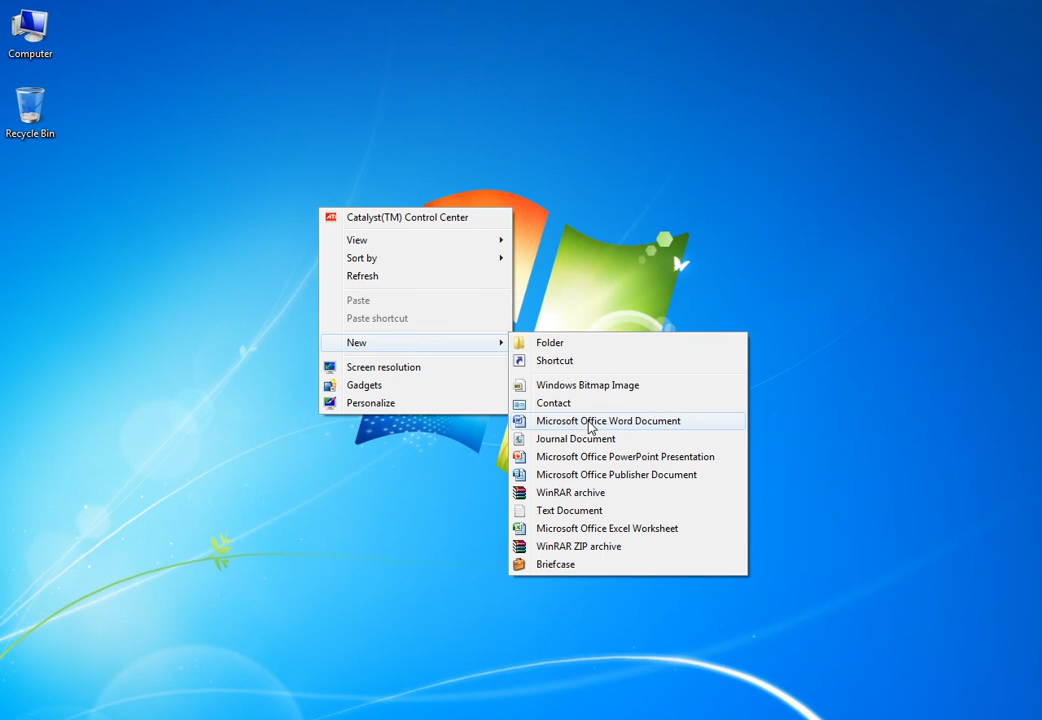 Computer
Recycle Bin
ATI
Catalyst(TM) Control Center
View
Sort by
Refresh
Paste
Paste shortcut
New
Screen resolution
Gadgets
Personalize
Folder
Shortcut
Windows Bitmap Image
Contact
Microsoft Office Word Document
Journal Document
Microsoft Office PowerPoint Presentation
Microsoft Office Publisher Document
WinRAR archive
Text Document
Microsoft Office Excel Worksheet
WinRAR ZIP archive
Briefcase